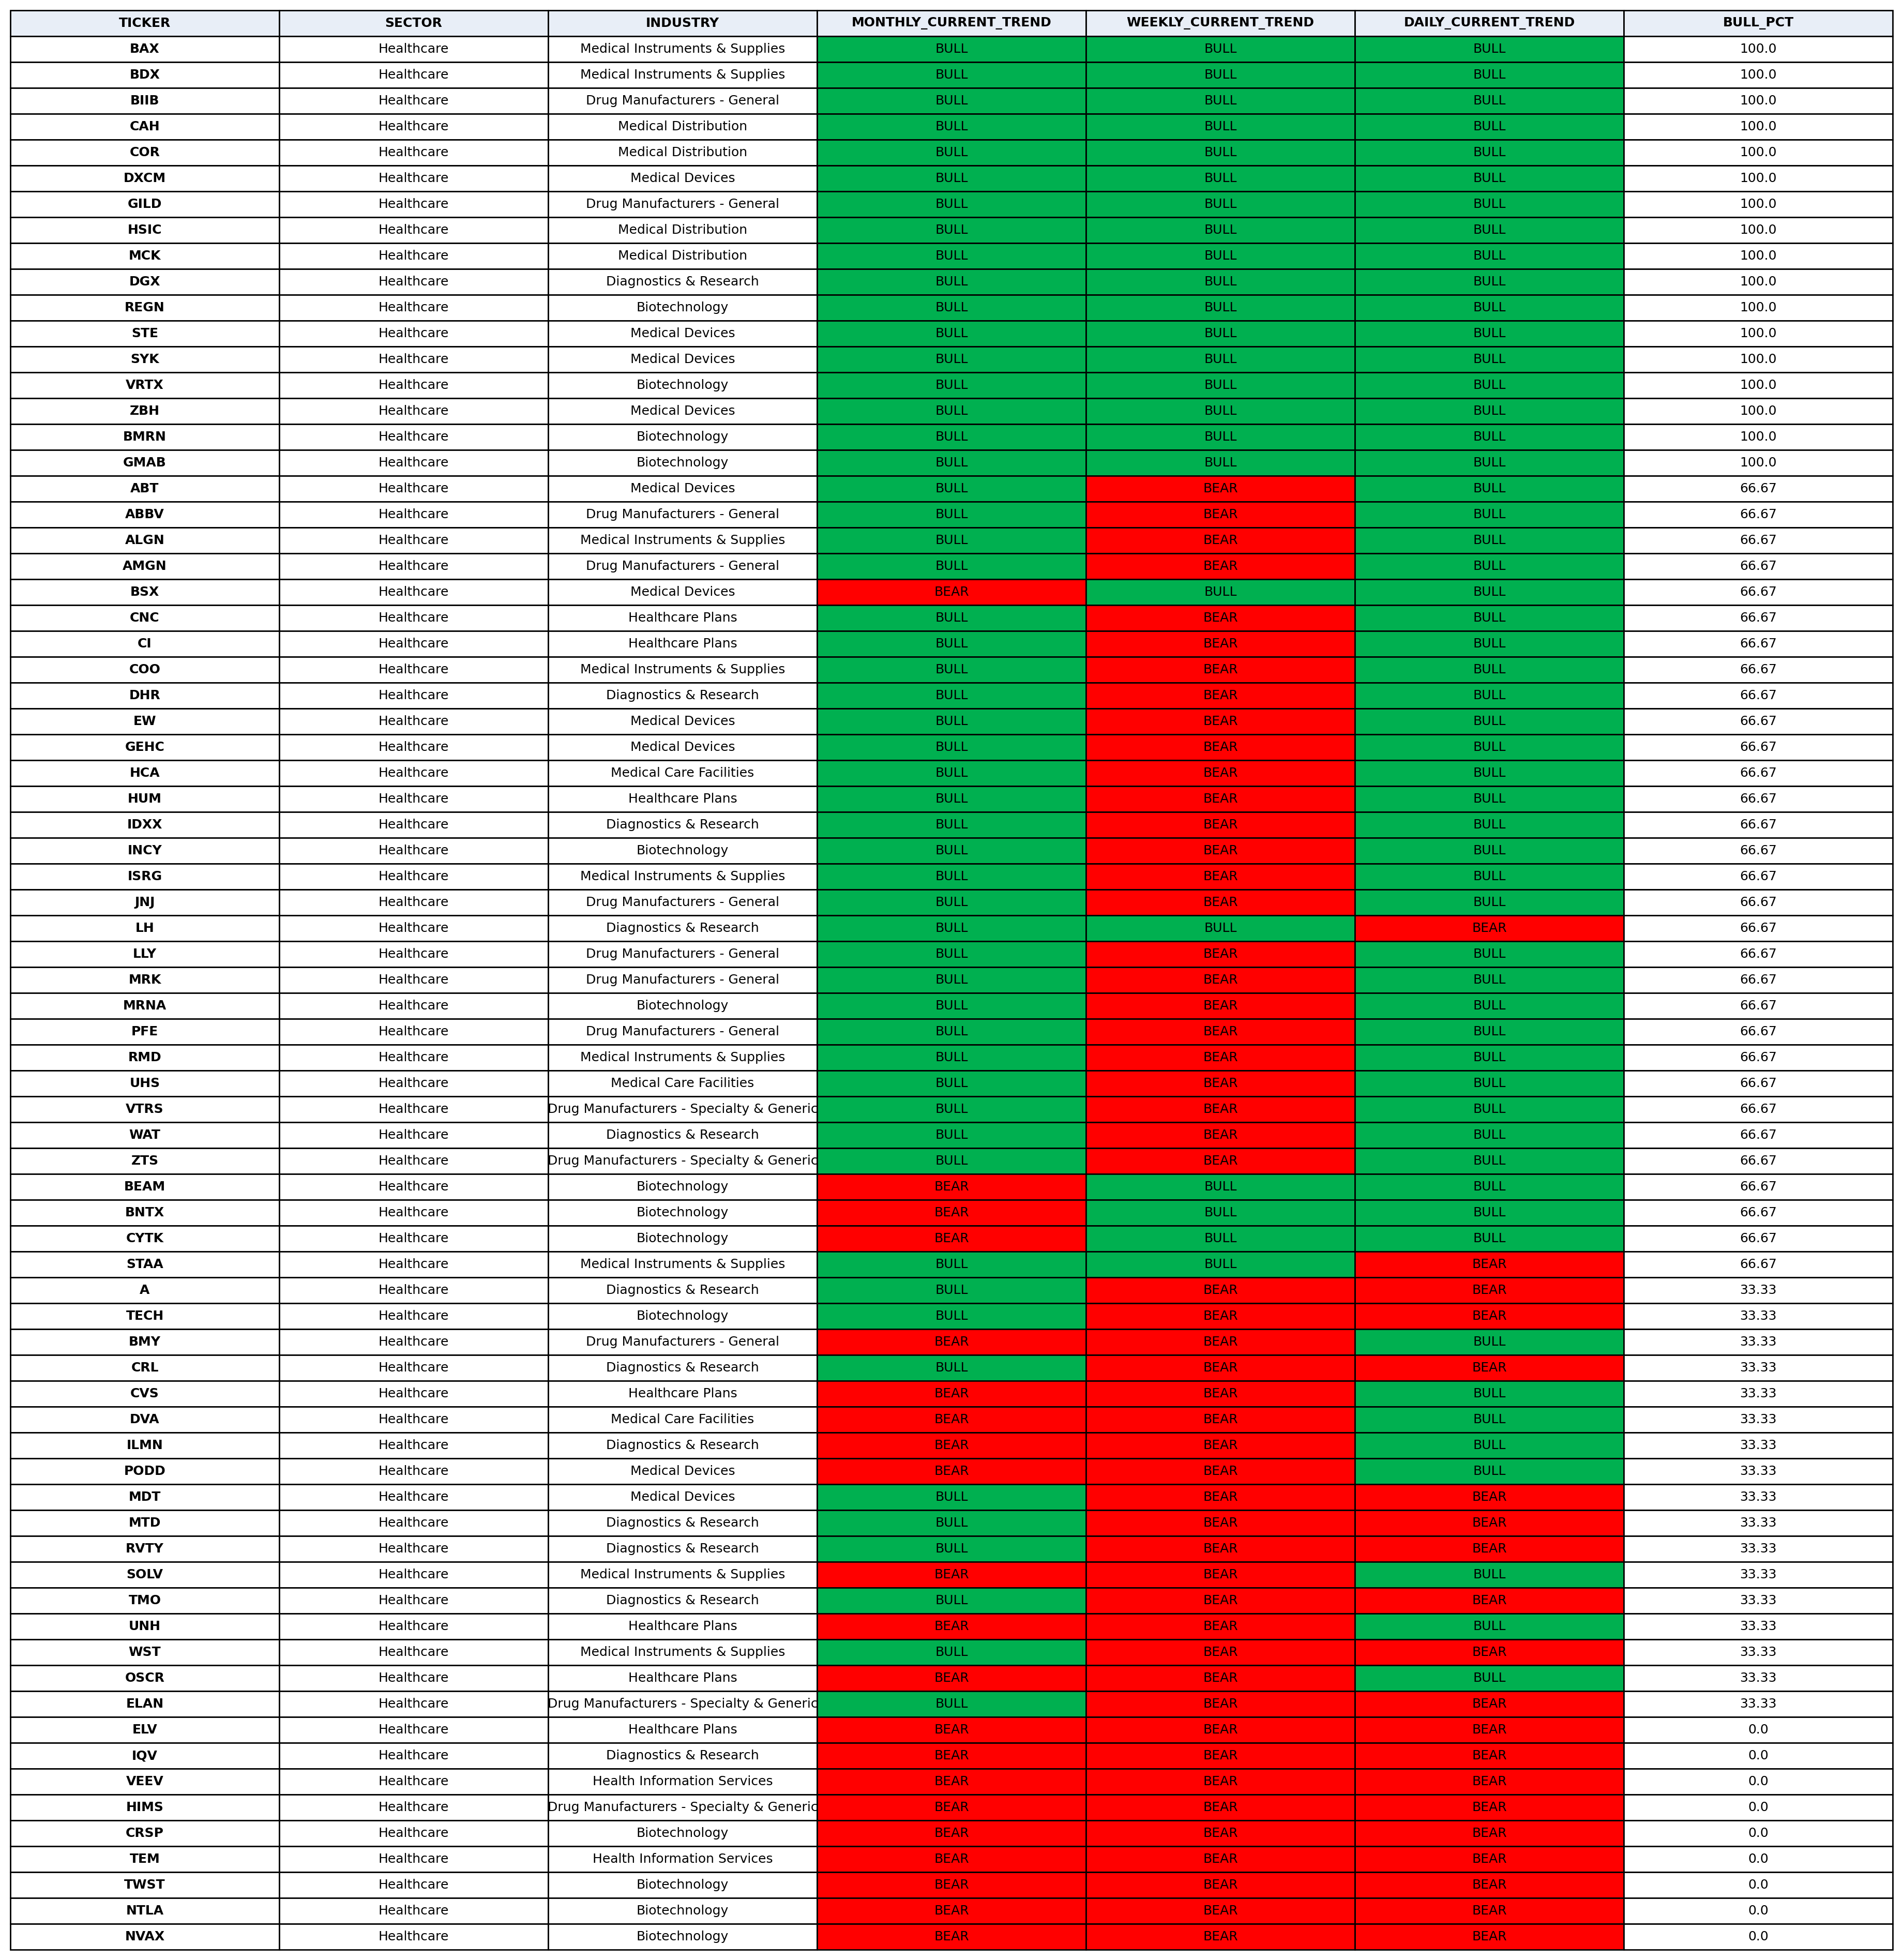 TICKER SECTOR INDUSTRY MONTHLY_CURRENT_TREND WEEKLY_CURRENT_TREND DAILY_CURRENT_TREND BULL_PCT
BAX Healthcare Medical Instruments & Supplies BULL BULL BULL 100.0
BDX Healthcare Medical Instruments & Supplies BULL BULL BULL 100.0
BIIB Healthcare Drug Manufacturers - General BULL BULL BULL 100.0
CAH Healthcare Medical Distribution BULL BULL BULL 100.0
COR Healthcare Medical Distribution BULL BULL BULL 100.0
DXCM Healthcare Medical Devices BULL BULL BULL 100.0
GILD Healthcare Drug Manufacturers - General BULL BULL BULL 100.0
HSIC Healthcare Medical Distribution BULL BULL BULL 100.0
MCK Healthcare Medical Distribution BULL BULL BULL 100.0
DGX Healthcare Diagnostics & Research BULL BULL BULL 100.0
REGN Healthcare Biotechnology BULL BULL BULL 100.0
STE Healthcare Medical Devices BULL BULL BULL 100.0
SYK Healthcare Medical Devices BULL BULL BULL 100.0
VRTX Healthcare Biotechnology BULL BULL BULL 100.0
ZBH Healthcare Medical Devices BULL BULL BULL 100.0
BMRN Healthcare Biotechnology BULL BULL BULL 100.0
GMAB Healthcare Biotechnology BULL BULL BULL 100.0
ABT Healthcare Medical Devices BULL BEAR BULL 66.67
ABBV Healthcare Drug Manufacturers - General BULL BEAR BULL 66.67
ALGN Healthcare Medical Instruments & Supplies BULL BEAR BULL 66.67
AMGN Healthcare Drug Manufacturers - General BULL BEAR BULL 66.67
BSX Healthcare Medical Devices BEAR BULL BULL 66.67
CNC Healthcare Healthcare Plans BULL BEAR BULL 66.67
CI Healthcare Healthcare Plans BULL BEAR BULL 66.67
COO Healthcare Medical Instruments & Supplies BULL BEAR BULL 66.67
DHR Healthcare Diagnostics & Research BULL BEAR BULL 66.67
EW Healthcare Medical Devices BULL BEAR BULL 66.67
GEHC Healthcare Medical Devices BULL BEAR BULL 66.67
HCA Healthcare Medical Care Facilities BULL BEAR BULL 66.67
HUM Healthcare Healthcare Plans BULL BEAR BULL 66.67
IDXX Healthcare Diagnostics & Research BULL BEAR BULL 66.67
INCY Healthcare Biotechnology BULL BEAR BULL 66.67
ISRG Healthcare Medical Instruments & Supplies BULL BEAR BULL 66.67
JNJ Healthcare Drug Manufacturers - General BULL BEAR BULL 66.67
LH Healthcare Diagnostics & Research BULL BULL BEAR 66.67
LLY Healthcare Drug Manufacturers - General BULL BEAR BULL 66.67
MRK Healthcare Drug Manufacturers - General BULL BEAR BULL 66.67
MRNA Healthcare Biotechnology BULL BEAR BULL 66.67
PFE Healthcare Drug Manufacturers - General BULL BEAR BULL 66.67
RMD Healthcare Medical Instruments & Supplies BULL BEAR BULL 66.67
UHS Healthcare Medical Care Facilities BULL BEAR BULL 66.67
VTRS Healthcare Drug Manufacturers - Specialty & Generic BULL BEAR BULL 66.67
WAT Healthcare Diagnostics & Research BULL BEAR BULL 66.67
ZTS Healthcare Drug Manufacturers - Specialty & Generic BULL BEAR BULL 66.67
BEAM Healthcare Biotechnology BEAR BULL BULL 66.67
BNTX Healthcare Biotechnology BEAR BULL BULL 66.67
CYTK Healthcare Biotechnology BEAR BULL BULL 66.67
STAA Healthcare Medical Instruments & Supplies BULL BULL BEAR 66.67
A Healthcare Diagnostics & Research BULL BEAR BEAR 33.33
TECH Healthcare Biotechnology BULL BEAR BEAR 33.33
BMY Healthcare Drug Manufacturers - General BEAR BEAR BULL 33.33
CRL Healthcare Diagnostics & Research BULL BEAR BEAR 33.33
CVS Healthcare Healthcare Plans BEAR BEAR BULL 33.33
DVA Healthcare Medical Care Facilities BEAR BEAR BULL 33.33
ILMN Healthcare Diagnostics & Research BEAR BEAR BULL 33.33
PODD Healthcare Medical Devices BEAR BEAR BULL 33.33
MDT Healthcare Medical Devices BULL BEAR BEAR 33.33
MTD Healthcare Diagnostics & Research BULL BEAR BEAR 33.33
RVTY Healthcare Diagnostics & Research BULL BEAR BEAR 33.33
SOLV Healthcare Medical Instruments & Supplies BEAR BEAR BULL 33.33
TMO Healthcare Diagnostics & Research BULL BEAR BEAR 33.33
UNH Healthcare Healthcare Plans BEAR BEAR BULL 33.33
WST Healthcare Medical Instruments & Supplies BULL BEAR BEAR 33.33
OSCR Healthcare Healthcare Plans BEAR BEAR BULL 33.33
ELAN Healthcare Drug Manufacturers - Specialty & Generic BULL BEAR BEAR 33.33
ELV Healthcare Healthcare Plans BEAR BEAR BEAR 0.0
IQV Healthcare Diagnostics & Research BEAR BEAR BEAR 0.0
VEEV Healthcare Health Information Services BEAR BEAR BEAR 0.0
HIMS Healthcare Drug Manufacturers - Specialty & Generic BEAR BEAR BEAR 0.0
CRSP Healthcare Biotechnology BEAR BEAR BEAR 0.0
TEM Healthcare Health Information Services BEAR BEAR BEAR 0.0
TWST Healthcare Biotechnology BEAR BEAR BEAR 0.0
NTLA Healthcare Biotechnology BEAR BEAR BEAR 0.0
NVAX Healthcare Biotechnology BEAR BEAR BEAR 0.0